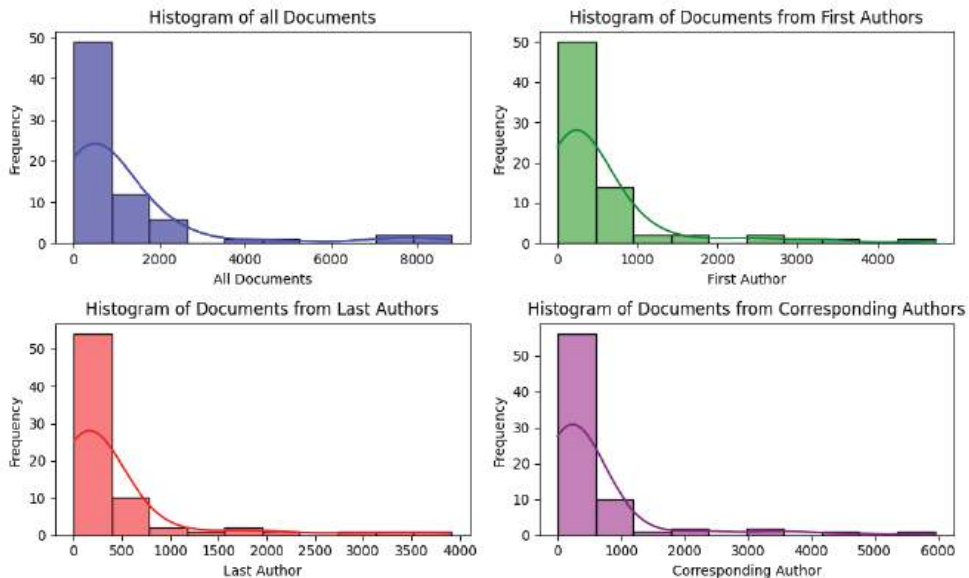 Histogram of all Documents
50
40
30
20
10
0
Frequency
0 2000 4000 6000 8000
All Documents
Histogram of Documents from First Authors
50
40
30
20
10
0
Frequency
0 1000 2000 3000 4000
First Author
Histogram of Documents from Last Authors
50
40
30
20
10
0
Frequency
0 500 1000 1500 2000 2500 3000 3500 4000
Last Author
Histogram of Documents from Corresponding Authors
50
40
30
20
10
0
Frequency
0 1000 2000 3000 4000 5000 6000
Corresponding Author